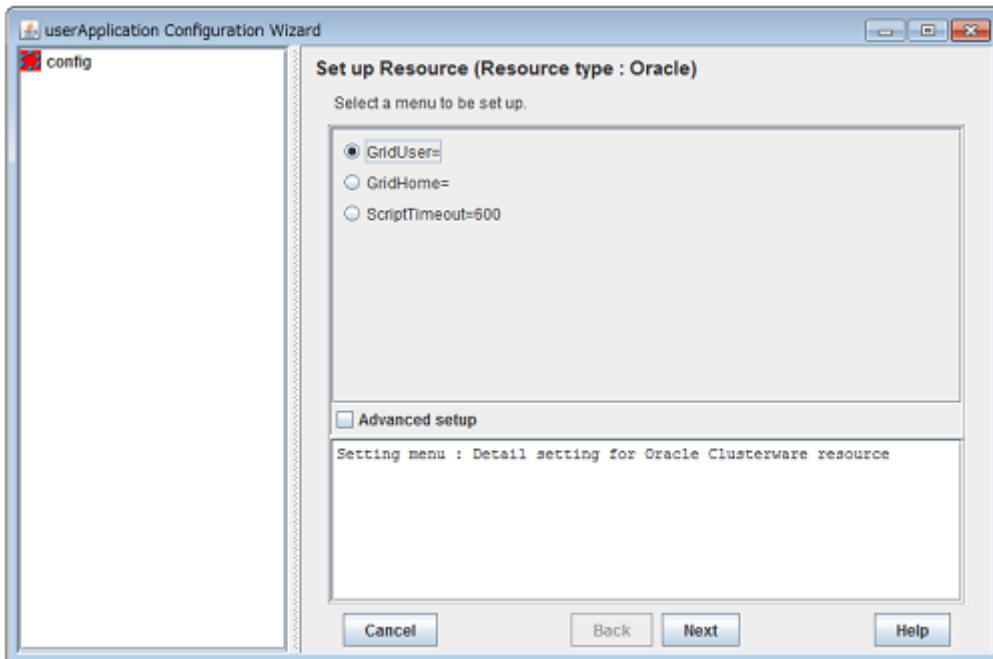 userApplication Configuration Wizard
config
Set up Resource (Resource type : Oracle)
Select a menu to be set up.
GridUser=
GridHome=
ScriptTimeout=600
Advanced setup
Setting menu : Detail setting for Oracle Clusterware resource
Cancel Back Next Help